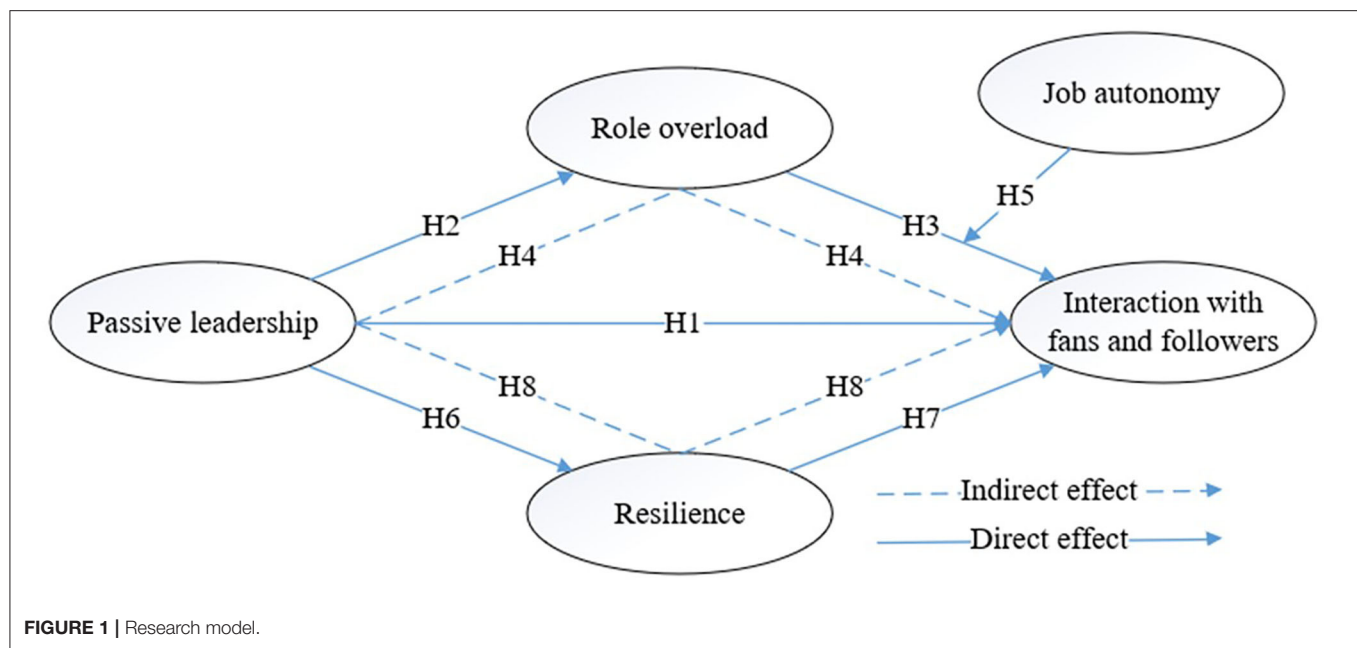 Job autonomy
Role overload
H5
H2
H3
H4
H4
Passive leadership
H1
Interaction with
fans and followers
H8
H8
H6
H7
Resilience
Indirect effect
Direct effect
FIGURE 1 | Research model.